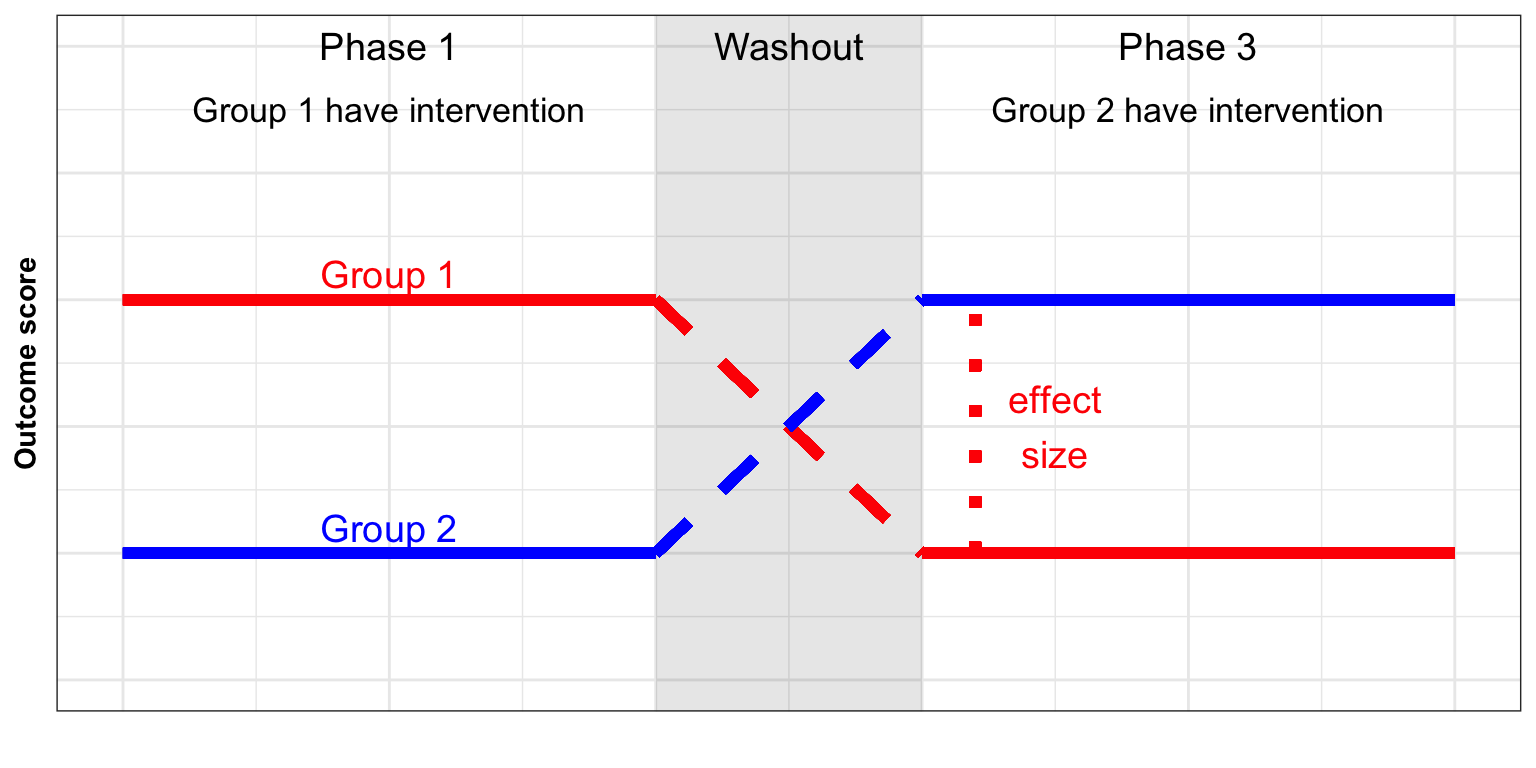 Phase 1
Washout
Phase 3
Group 1 have intervention
Group 2 have intervention
Outcome score
Group 1
effect
size
Group 2